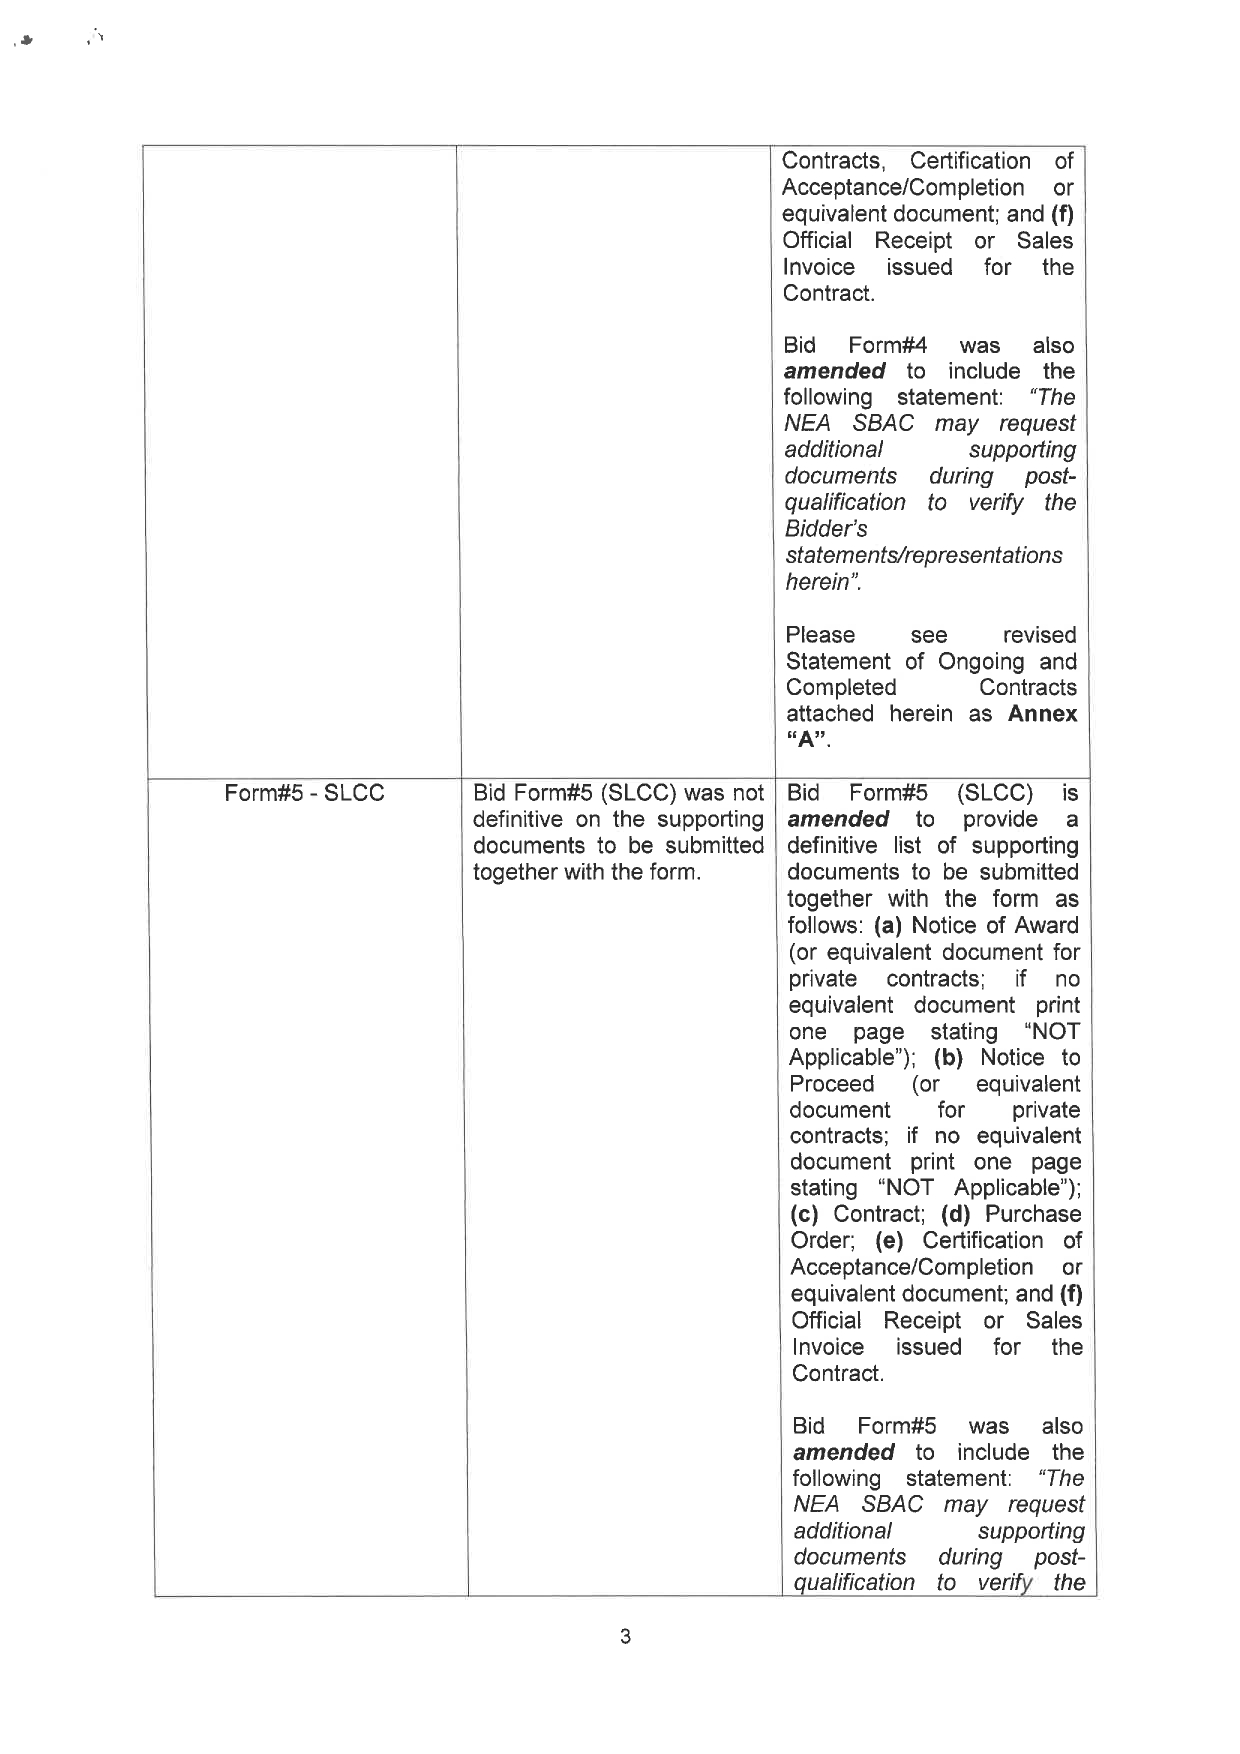 Contracts, Certification of
Acceptance/Completion or
equivalent document; and (f)
Official Receipt or Sales
Invoice issued for the
Contract.
Bid Form#4 was also
amended to include the
following statement: “The
NEA SBAC may request
additional supporting
documents during post-
qualification to verify the
Bidder’s
statements/representations
herein”.
Please see revised
Statement of Ongoing and
Completed Contracts
attached herein as Annex
“A”.
Form#5 - SLCC
Bid Form#5 (SLCC) was not
definitive on the supporting
documents to be submitted
together with the form.
Bid Form#5 (SLCC) is
amended to provide a
definitive list of supporting
documents to be submitted
together with the form as
follows: (a) Notice of Award
(or equivalent document for
private contracts; if no
equivalent document print
one page stating “NOT
Applicable”); (b) Notice to
Proceed (or equivalent
document for private
contracts; if no equivalent
document print one page
stating “NOT Applicable”);
(c) Contract; (d) Purchase
Order; (e) Certification of
Acceptance/Completion or
equivalent document; and (f)
Official Receipt or Sales
Invoice issued for the
Contract.
Bid Form#5 was also
amended to include the
following statement: “The
NEA SBAC may request
additional supporting
documents during post-
qualification to verify the
3